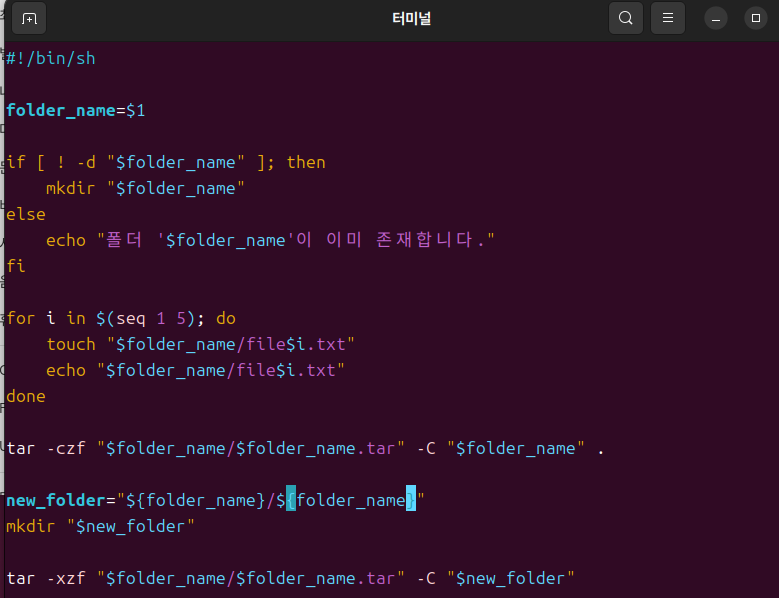 터미널
#!/bin/sh
folder_name=$1
if [ ! -d "$folder_name" ]; then
    mkdir "$folder_name"
else
    echo "폴더 '$folder_name'이 이미 존재합니다."
fi
for i in $(seq 1 5); do
    touch "$folder_name/file$i.txt"
    echo "$folder_name/file$i.txt"
done
tar -czf "$folder_name/$folder_name.tar" -C "$folder_name" .
new_folder="${folder_name}/${folder_name}"
mkdir "$new_folder"
tar -xzf "$folder_name/$folder_name.tar" -C "$new_folder"